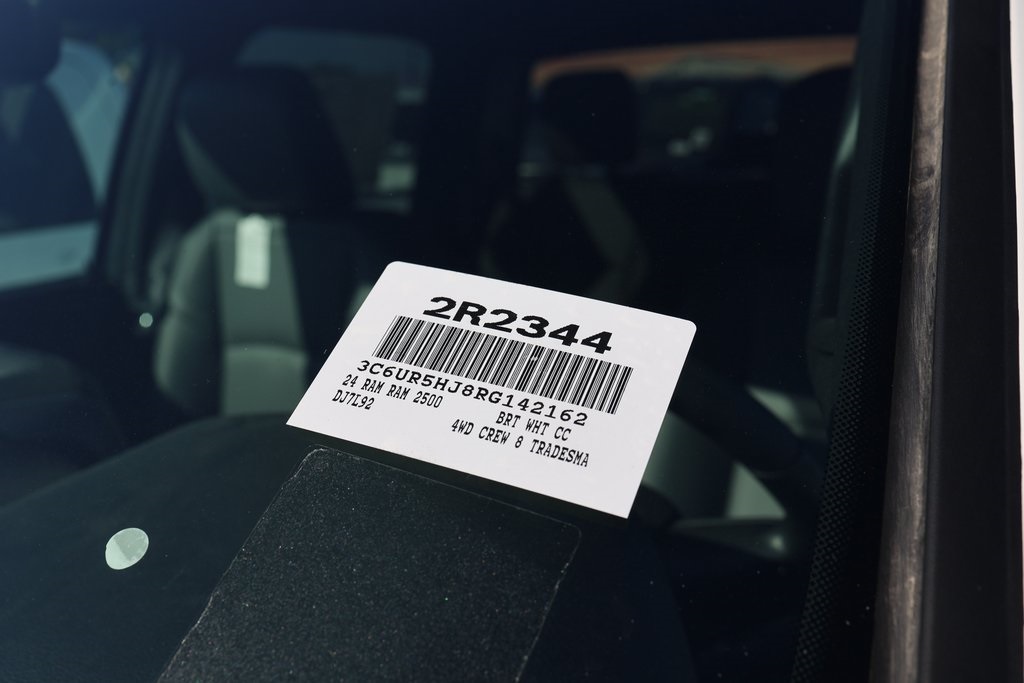 2R2344
3C6UR5HJ8RG142162
24 RAM RAM 2500
BRT WHT CC
DJ7L92
4WD CREW 8 TRADESMA